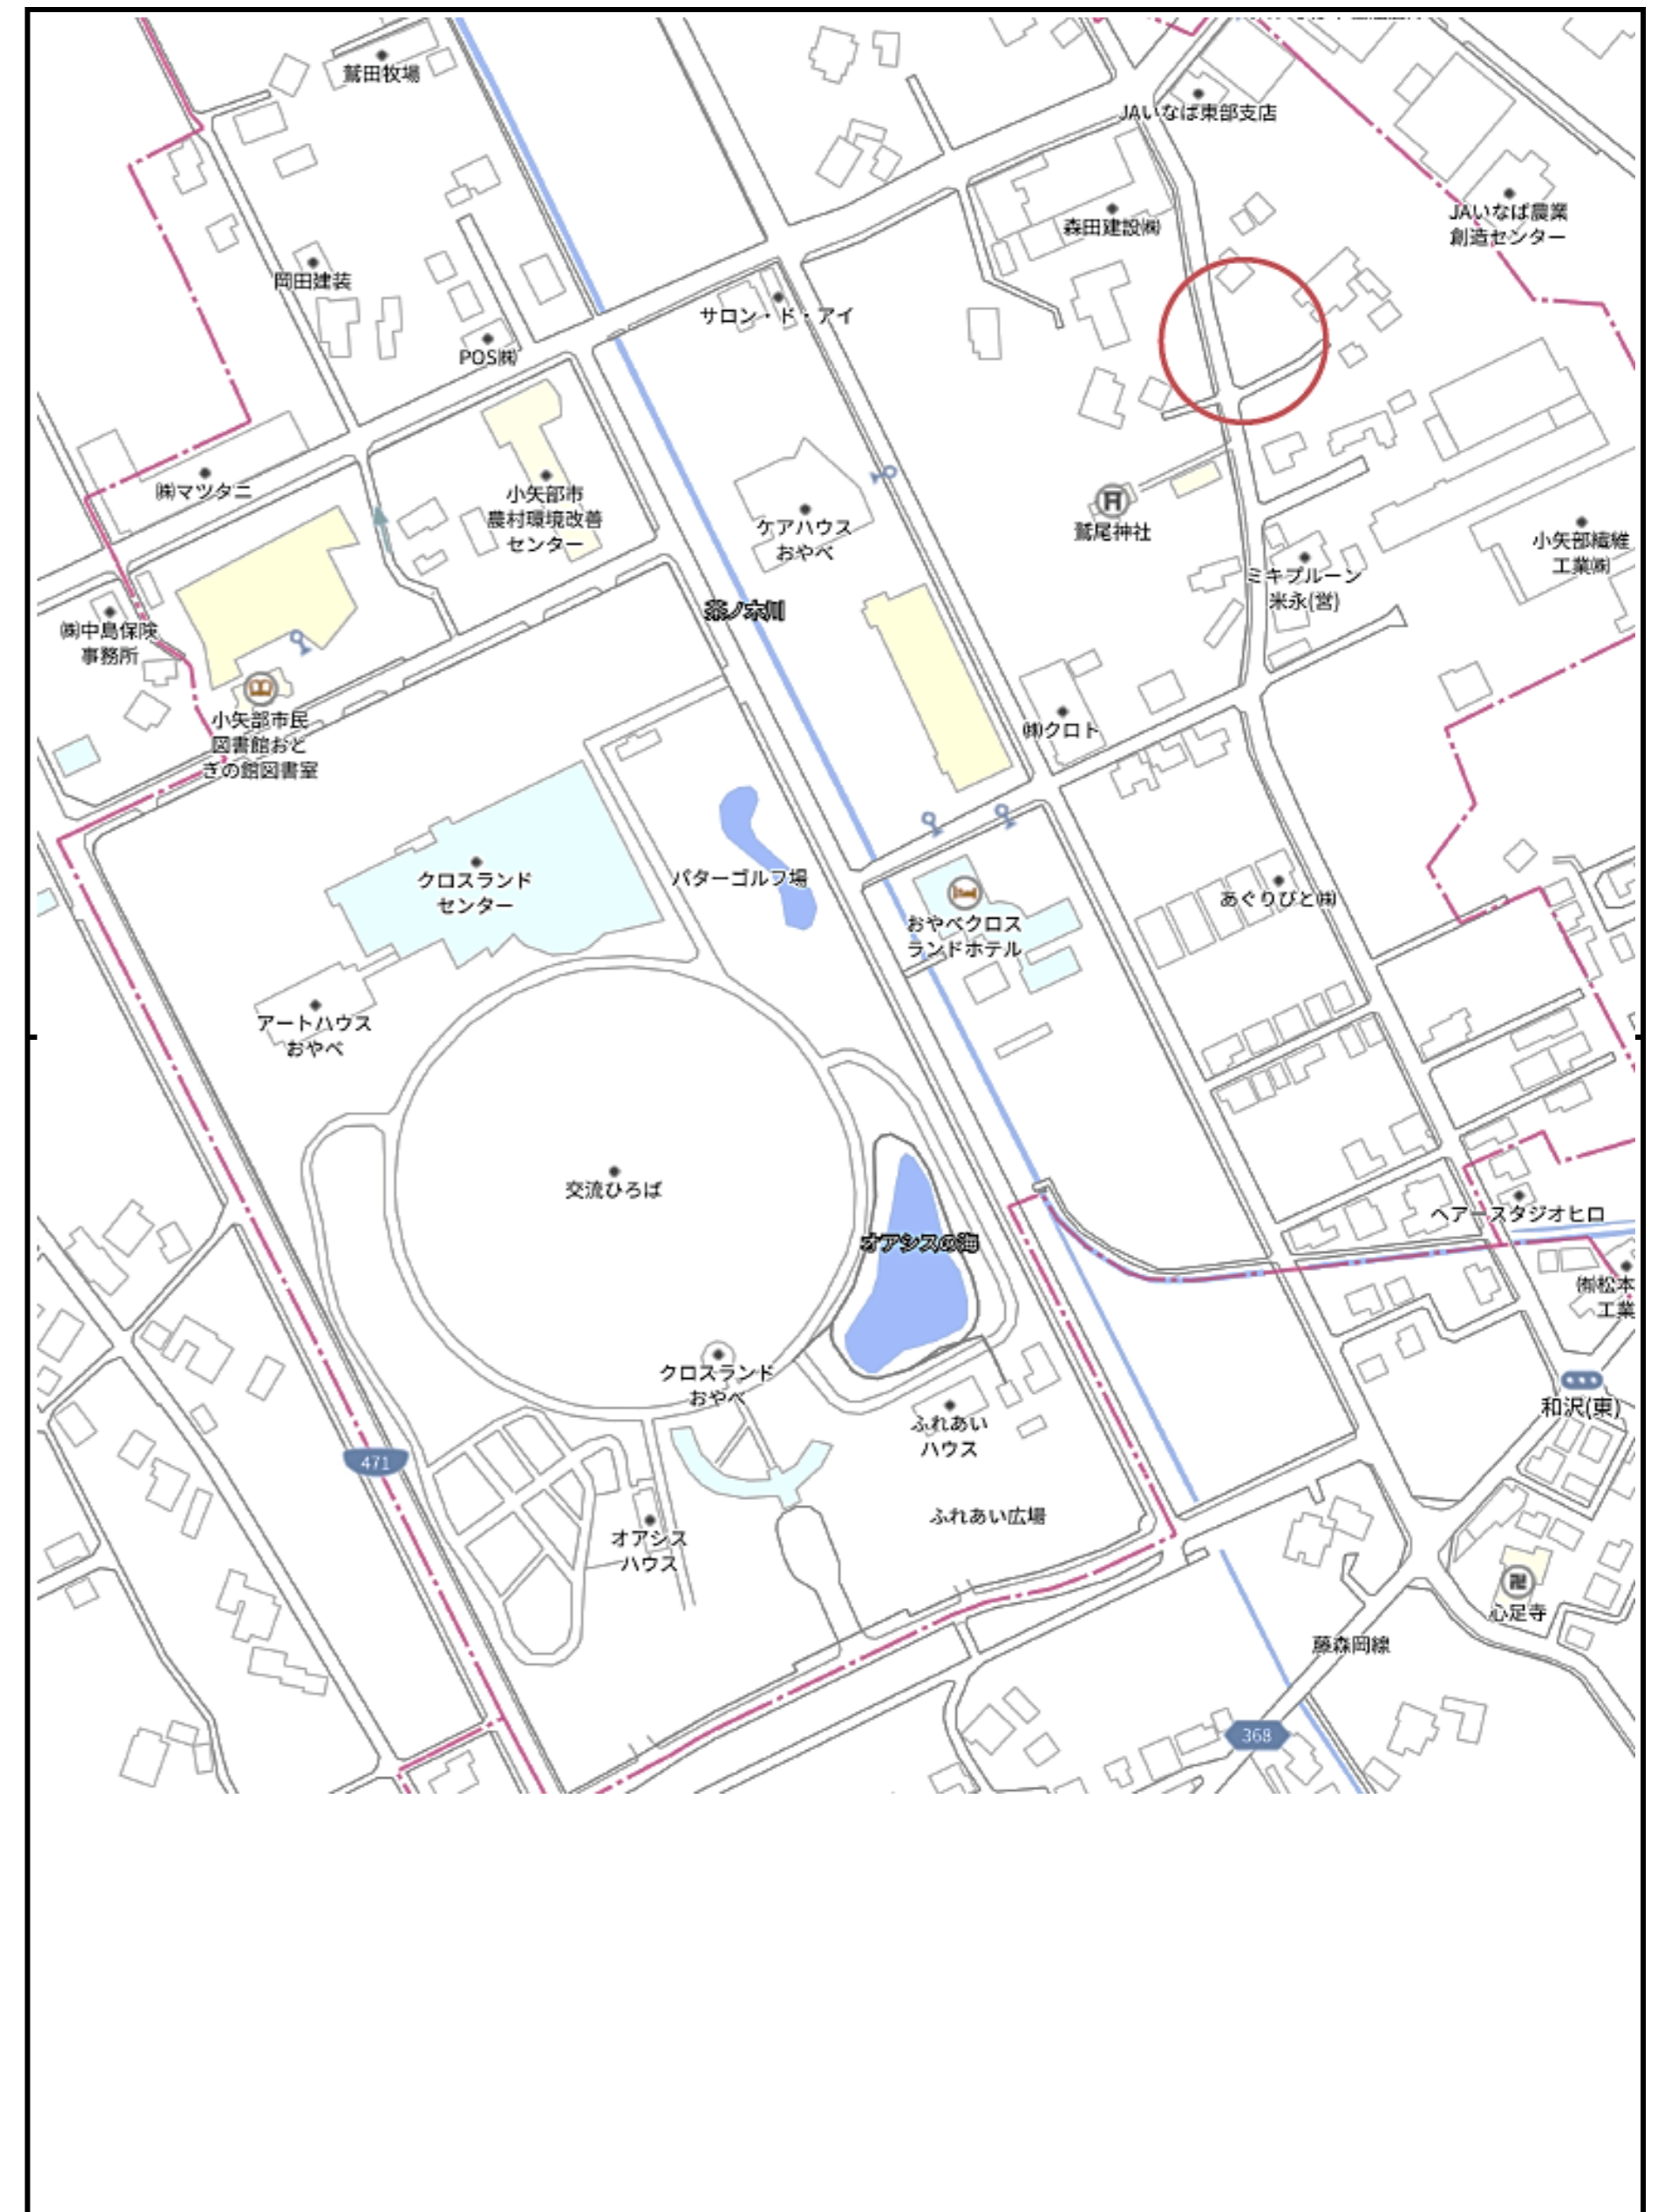 鷲田牧場
JAいなば東部支店
森田建設㈱
JAいなば農業
創造センター
岡田建装
サロン・ド・アイ
POS㈱
㈱マツタニ
小矢部市
農村環境改善
センター
ケアハウス
おやべ
鷲尾神社
小矢部繊維
工業㈱
ミキプルーン
米永(営)
茶ノ木川
㈱中島保険
事務所
小矢部市民
図書館おと
ぎの館図書室
㈱クロト
クロスランド
センター
パターゴルフ場
おやべクロス
ランドホテル
あぐりびと㈱
アートハウス
おやべ
交流ひろば
オアシスの海
ヘアースタジオヒロ
㈲松本
工業
クロスランド
おやべ
ふれあい
ハウス
和沢(東)
471
ふれあい広場
オアシス
ハウス
卍
心足寺
藤森岡線
368